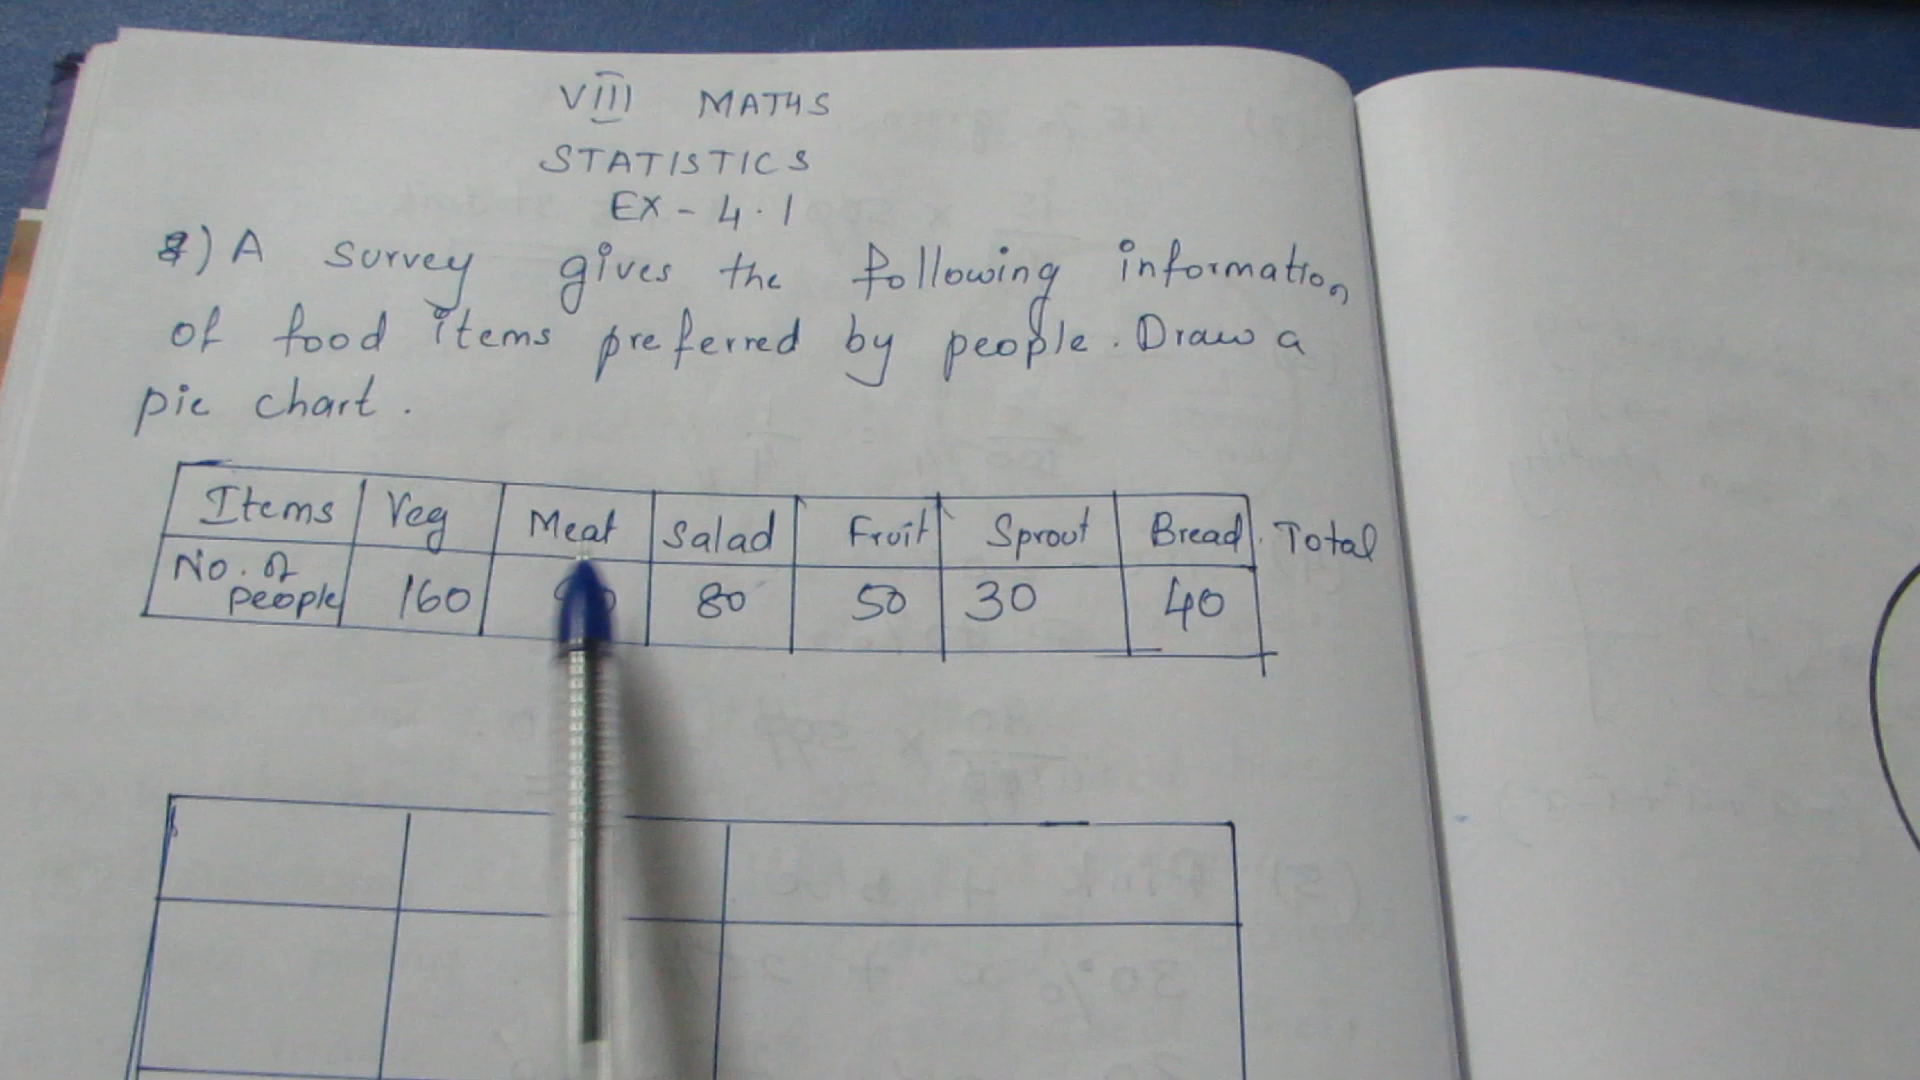 VIII MATHS
STATISTICS
EX - 4.1
8) A survey gives the following information
of food items preferred by people. Draw a
pie chart.
Items Veg Meat Salad Fruit Sprout Bread Total
No. of people 160 80 50 30 40